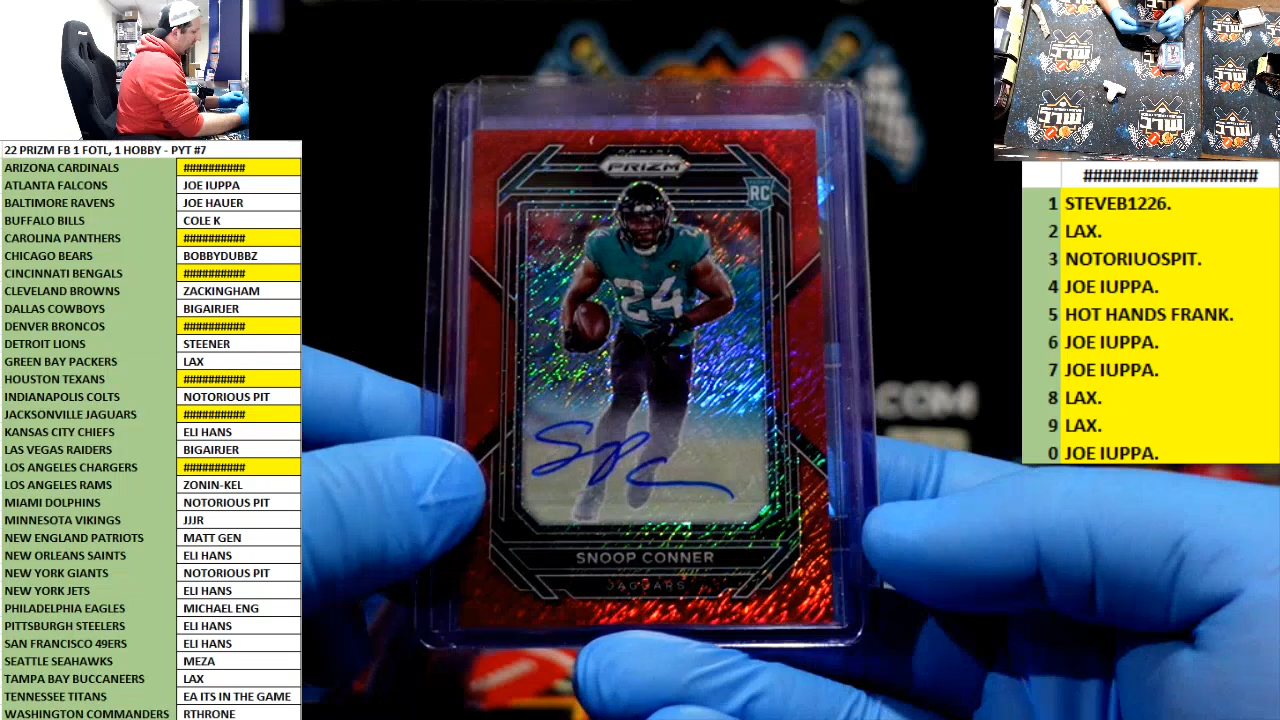 22 PRIZM FB 1 FOTL, 1 HOBBY - PYT #7
ARIZONA CARDINALS ##########
ATLANTA FALCONS JOE IUPPA
BALTIMORE RAVENS JOE HAUER
BUFFALO BILLS COLE K
CAROLINA PANTHERS ##########
CHICAGO BEARS BOBBYDUBBZ
CINCINNATI BENGALS ##########
CLEVELAND BROWNS ZACKINGHAM
DALLAS COWBOYS BIGAIRJER
DENVER BRONCOS ##########
DETROIT LIONS STEENER
GREEN BAY PACKERS LAX
HOUSTON TEXANS ##########
INDIANAPOLIS COLTS NOTORIOUS PIT
JACKSONVILLE JAGUARS ##########
KANSAS CITY CHIEFS ELI HANS
LAS VEGAS RAIDERS BIGAIRJER
LOS ANGELES CHARGERS ##########
LOS ANGELES RAMS ZONIN-KEL
MIAMI DOLPHINS NOTORIOUS PIT
MINNESOTA VIKINGS JJJR
NEW ENGLAND PATRIOTS MATT GEN
NEW ORLEANS SAINTS ELI HANS
NEW YORK GIANTS NOTORIOUS PIT
NEW YORK JETS ELI HANS
PHILADELPHIA EAGLES MICHAEL ENG
PITTSBURGH STEELERS ELI HANS
SAN FRANCISCO 49ERS ELI HANS
SEATTLE SEAHAWKS MEZA
TAMPA BAY BUCCANEERS LAX
TENNESSEE TITANS EA ITS IN THE GAME
WASHINGTON COMMANDERS RTHRONE
PRIZM
RC
24
SNOOP CONNER
JAGUARS
.COM
##################
1 STEVEB1226.
2 LAX.
3 NOTORIUOSPIT.
4 JOE IUPPA.
5 HOT HANDS FRANK.
6 JOE IUPPA.
7 JOE IUPPA.
8 LAX.
9 LAX.
0 JOE IUPPA.